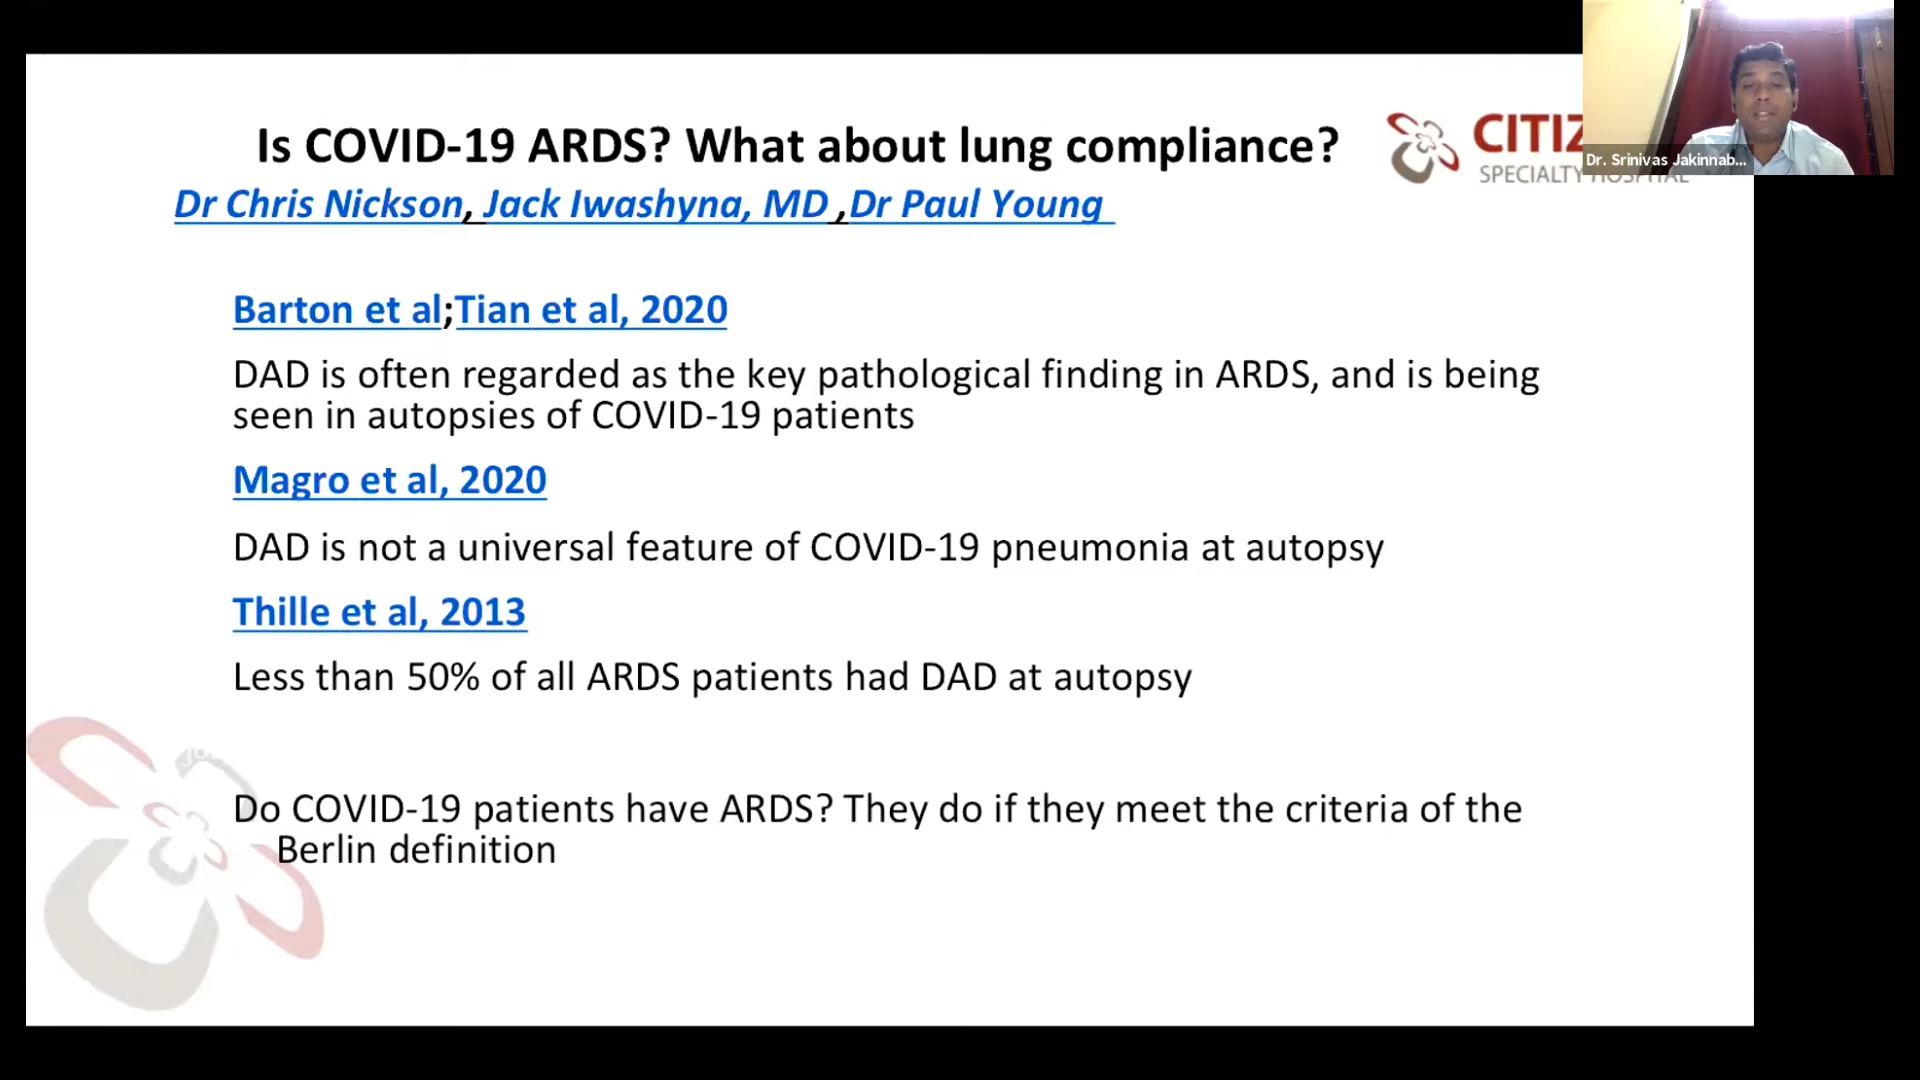 Is COVID-19 ARDS? What about lung compliance?
CITIZ
SPECIALTY HOSPITAL
Dr. Srinivas Jakinnab...
Dr Chris Nickson, Jack Iwashyna, MD ,Dr Paul Young
Barton et al;Tian et al, 2020
DAD is often regarded as the key pathological finding in ARDS, and is being
seen in autopsies of COVID-19 patients
Magro et al, 2020
DAD is not a universal feature of COVID-19 pneumonia at autopsy
Thille et al, 2013
Less than 50% of all ARDS patients had DAD at autopsy
Do COVID-19 patients have ARDS? They do if they meet the criteria of the
Berlin definition